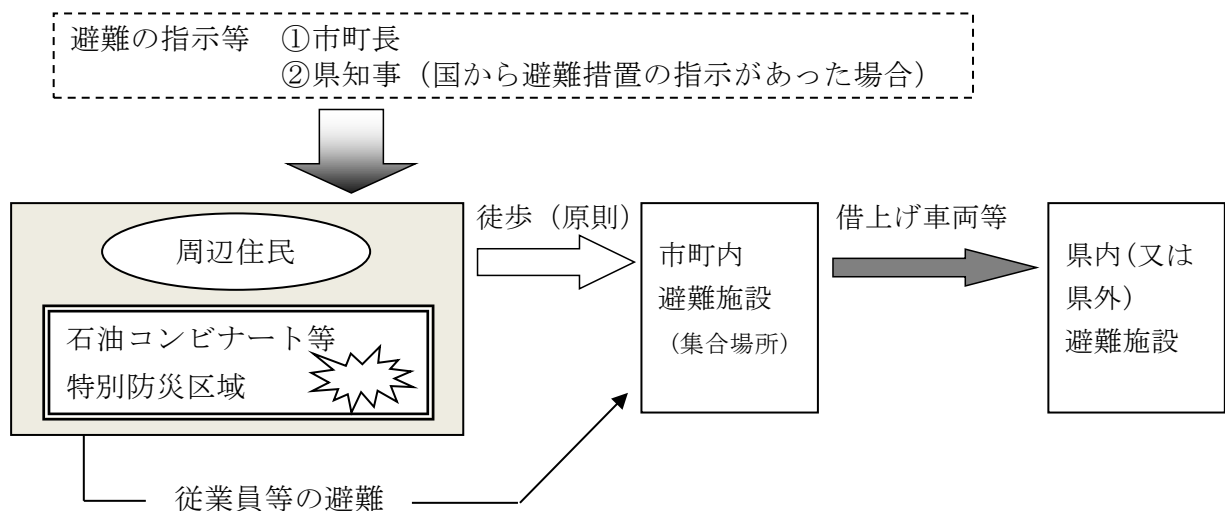 避難の指示等 ①市町長
②県知事(国から避難措置の指示があった場合)
周辺住民
石油コンビナート等
特別防災区域
徒歩(原則)
市町内
避難施設
(集合場所)
借上げ車両等
県内(又は
県外)
避難施設
従業員等の避難